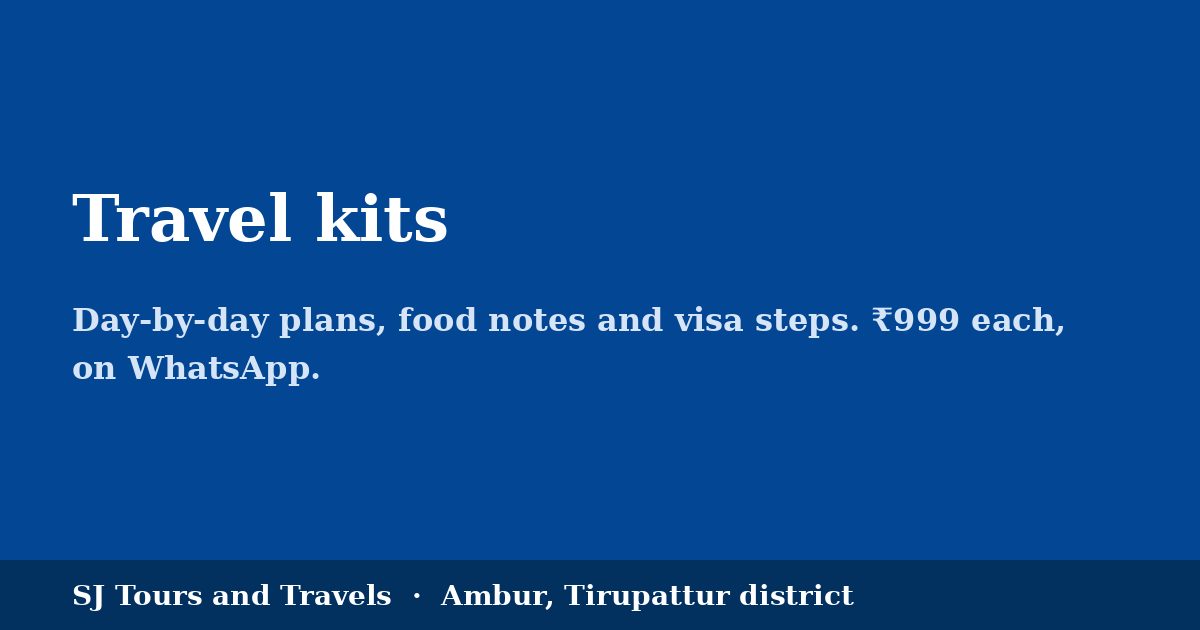 Travel kits
Day-by-day plans, food notes and visa steps. ₹999 each,
on WhatsApp.
SJ Tours and Travels · Ambur, Tirupattur district